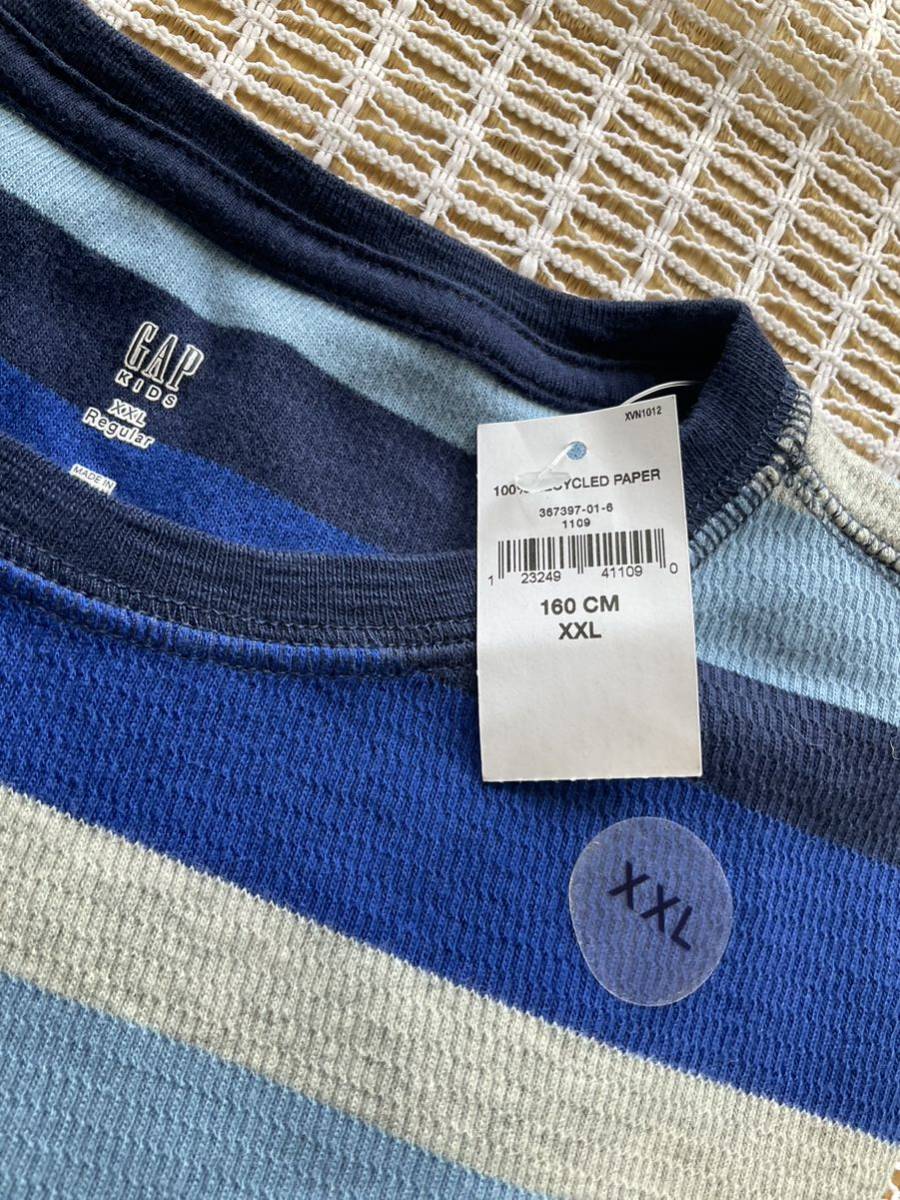 GAP
KIDS
XXL
Regular
MADE IN
XVN1012
100% RECYCLED PAPER
367397-01-6
1109
1 23249 41109 0
160 CM
XXL
XXL